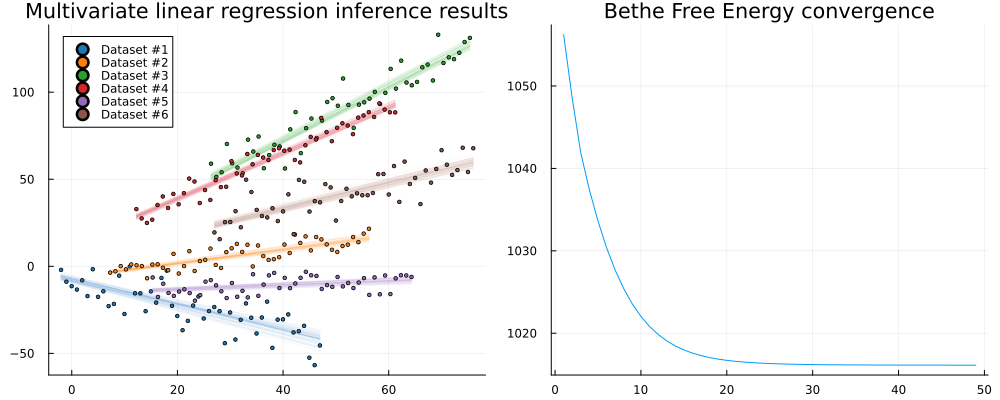 Multivariate linear regression inference results
Dataset #1
Dataset #2
Dataset #3
Dataset #4
Dataset #5
Dataset #6
100
50
0
−50
0 20 40 60
Bethe Free Energy convergence
1050
1040
1030
1020
0 10 20 30 40 50